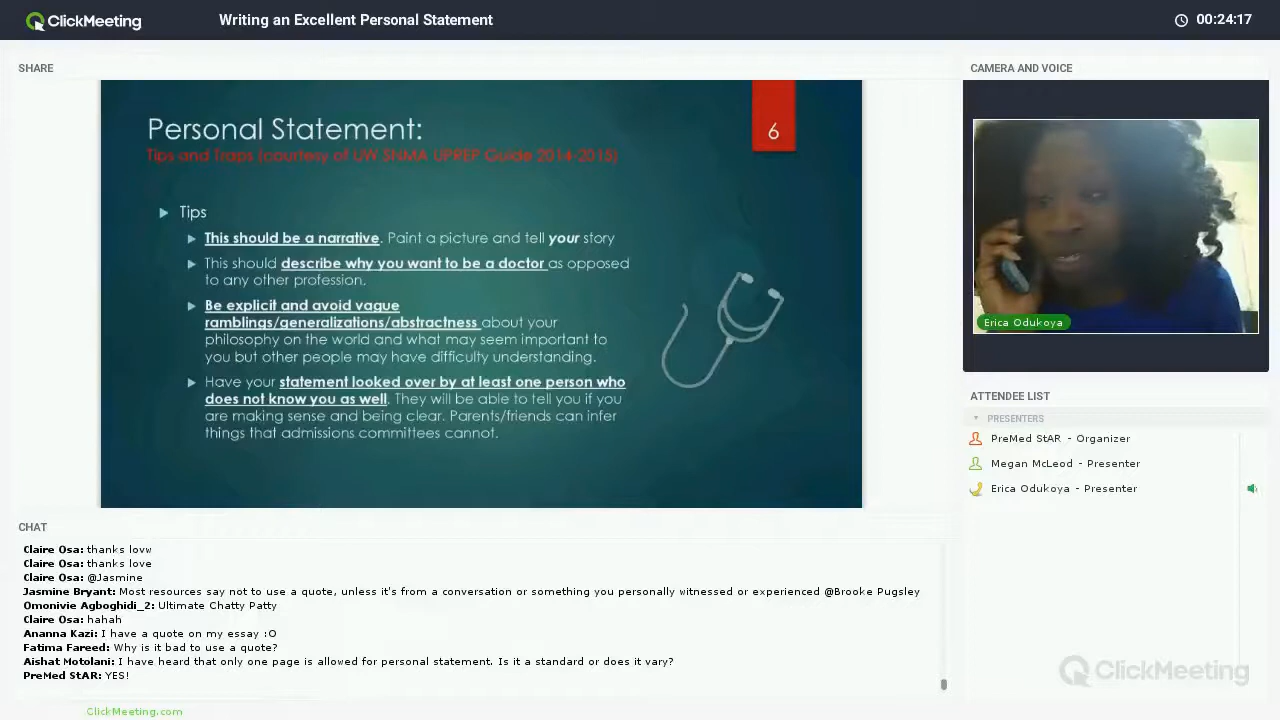 ClickMeeting
Writing an Excellent Personal Statement
00:24:17
SHARE
Personal Statement:
6
Tips and Traps (courtesy of UW SNMA UPREP Guide 2014-2015)
Tips
This should be a narrative. Paint a picture and tell your story
This should describe why you want to be a doctor as opposed
to any other profession.
Be explicit and avoid vague
ramblings/generalizations/abstractness about your
philosophy on the world and what may seem important to
you but other people may have difficulty understanding.
Have your statement looked over by at least one person who
does not know you as well. They will be able to tell you if you
are making sense and being clear. Parents/friends can infer
things that admissions committees cannot.
CAMERA AND VOICE
Erica Odukoya
ATTENDEE LIST
PRESENTERS
PreMed StAR - Organizer
Megan McLeod - Presenter
Erica Odukoya - Presenter
CHAT
Claire Osa: thanks lovw
Claire Osa: thanks love
Claire Osa: @Jasmine
Jasmine Bryant: Most resources say not to use a quote, unless it's from a conversation or something you personally witnessed or experienced @Brooke Pugsley
Omonivie Agboghidi_2: Ultimate Chatty Patty
Claire Osa: hahah
Ananna Kazi: I have a quote on my essay :O
Fatima Fareed: Why is it bad to use a quote?
Aishat Motolani: I have heard that only one page is allowed for personal statement. Is it a standard or does it vary?
PreMed StAR: YES!
ClickMeeting
ClickMeeting.com